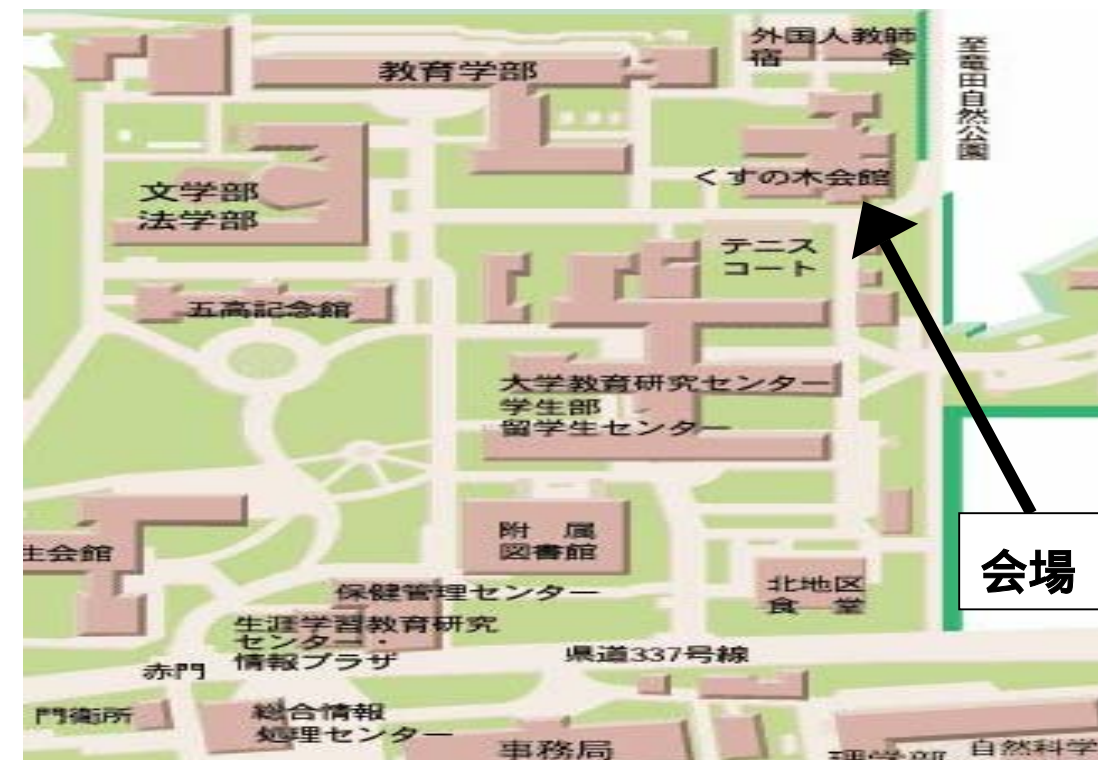 外国人教師
宿　　舎
教育学部
至竜田自然公園
くすの木会館
文学部
法学部
テニス
コート
五高記念館
大学教育研究センター
学生部
留学生センター
附　属
図書館
会場
生会館
北地区
食　堂
保健管理センター
生涯学習教育研究
センター・
情報プラザ
県道337号線
赤門
門衛所
総合情報
処理センター
事務局
理学部
自然科学